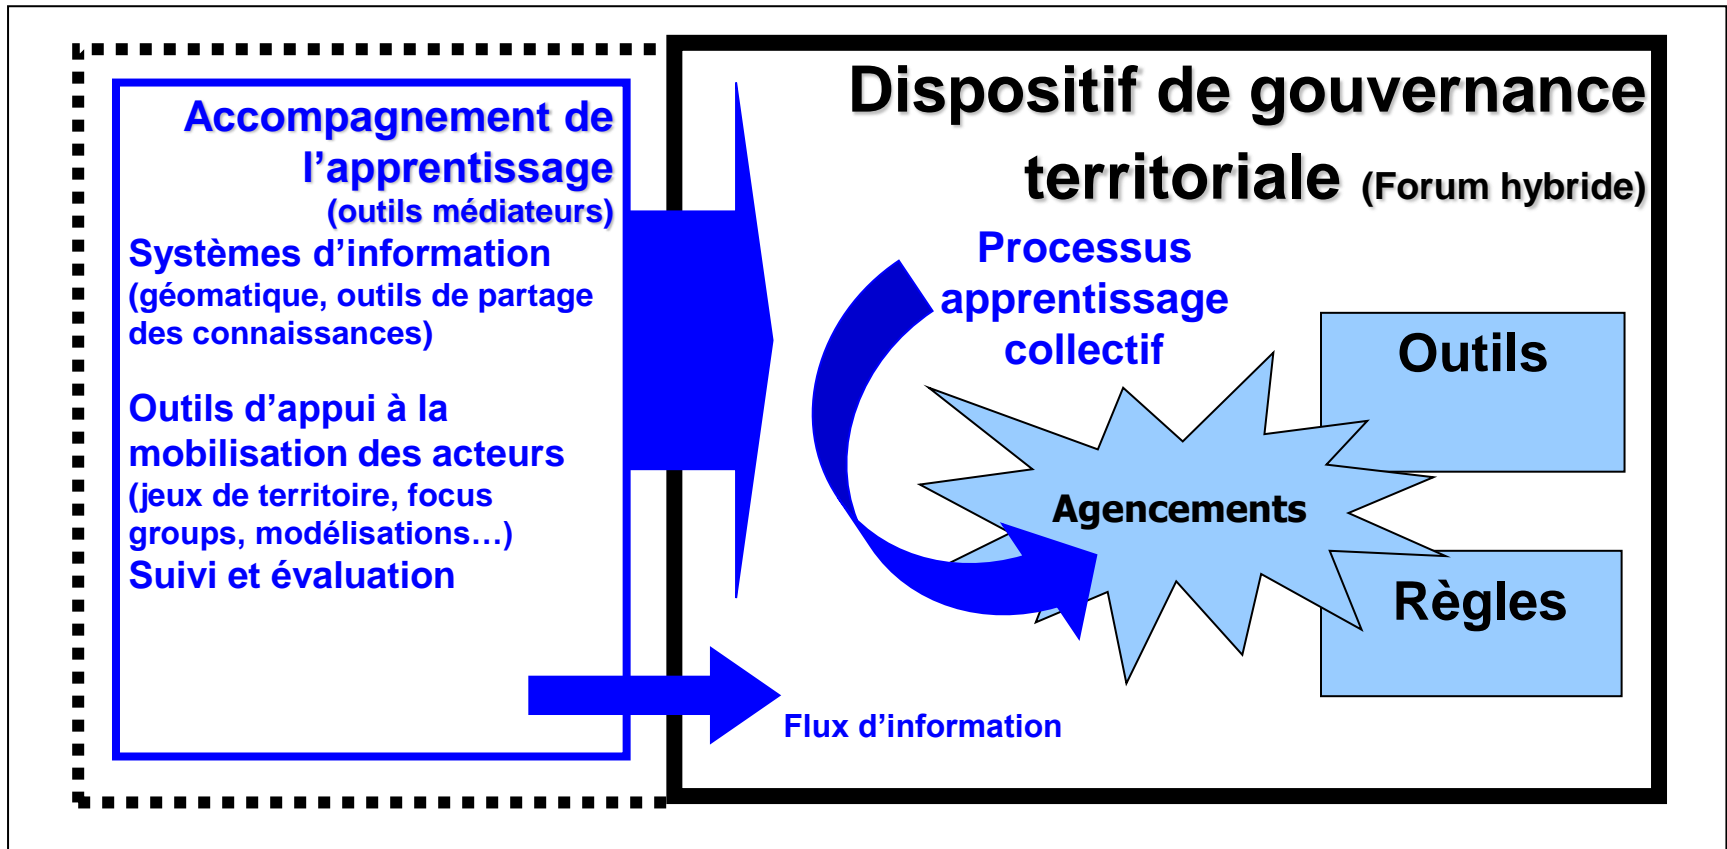 Accompagnement de
l’apprentissage
(outils médiateurs)
Systèmes d’information
(géomatique, outils de partage
des connaissances)
Outils d’appui à la
mobilisation des acteurs
(jeux de territoire, focus
groups, modélisations…)
Suivi et évaluation
Dispositif de gouvernance
territoriale (Forum hybride)
Processus
apprentissage
collectif
Outils
Agencements
Règles
Flux d’information